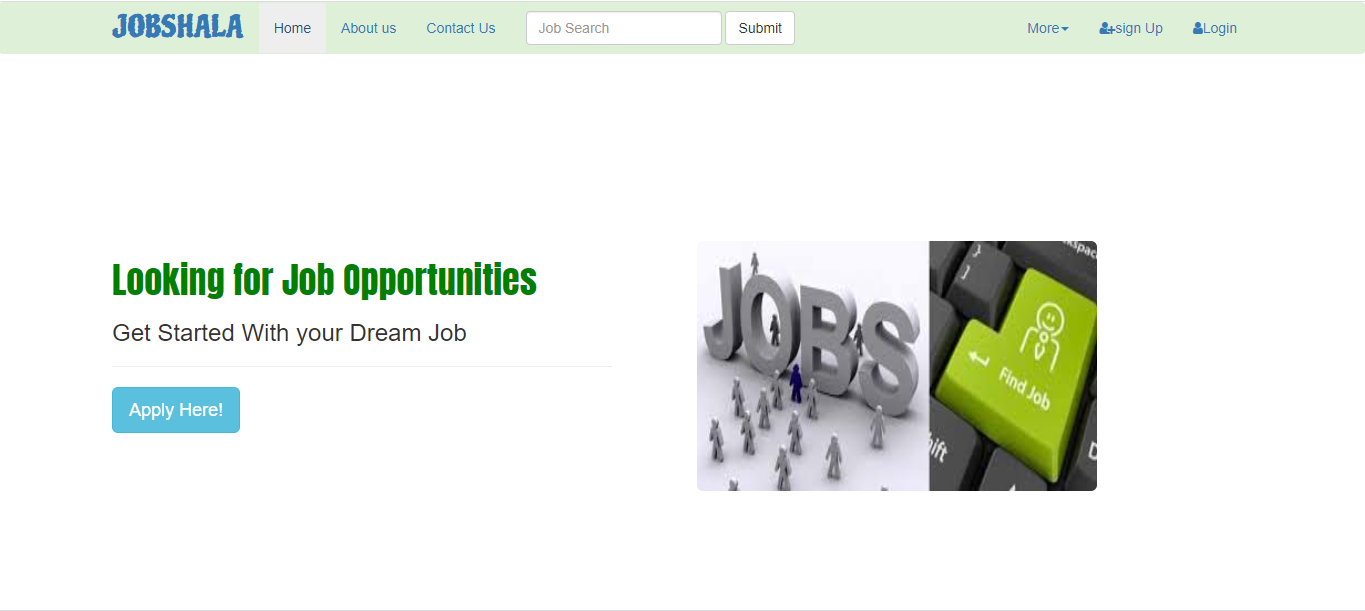 JOBSHALA Home About us Contact Us Job Search Submit More sign Up Login
Looking for Job Opportunities
Get Started With your Dream Job
Apply Here!
JOBS
}
]
Find Job